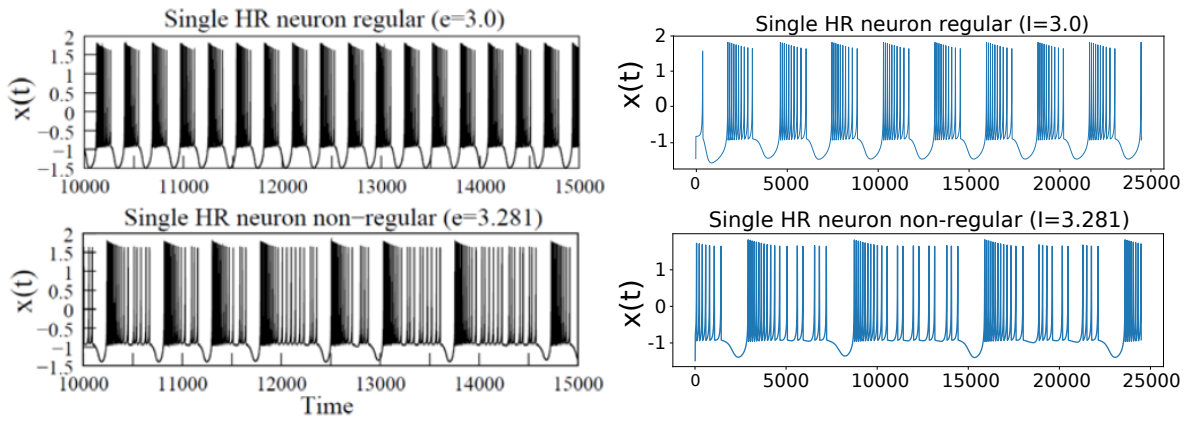 Single HR neuron regular (e=3.0)
x(t)
2
1.5
1
0.5
0
−0.5
−1
−1.5
10000 11000 12000 13000 14000 15000
Single HR neuron non−regular (e=3.281)
x(t)
2
1.5
1
0.5
0
−0.5
−1
−1.5
10000 11000 12000 13000 14000 15000
Time
Single HR neuron regular (I=3.0)
x(t)
2
1
0
-1
0 5000 10000 15000 20000 25000
Single HR neuron non-regular (I=3.281)
x(t)
1
0
-1
0 5000 10000 15000 20000 25000